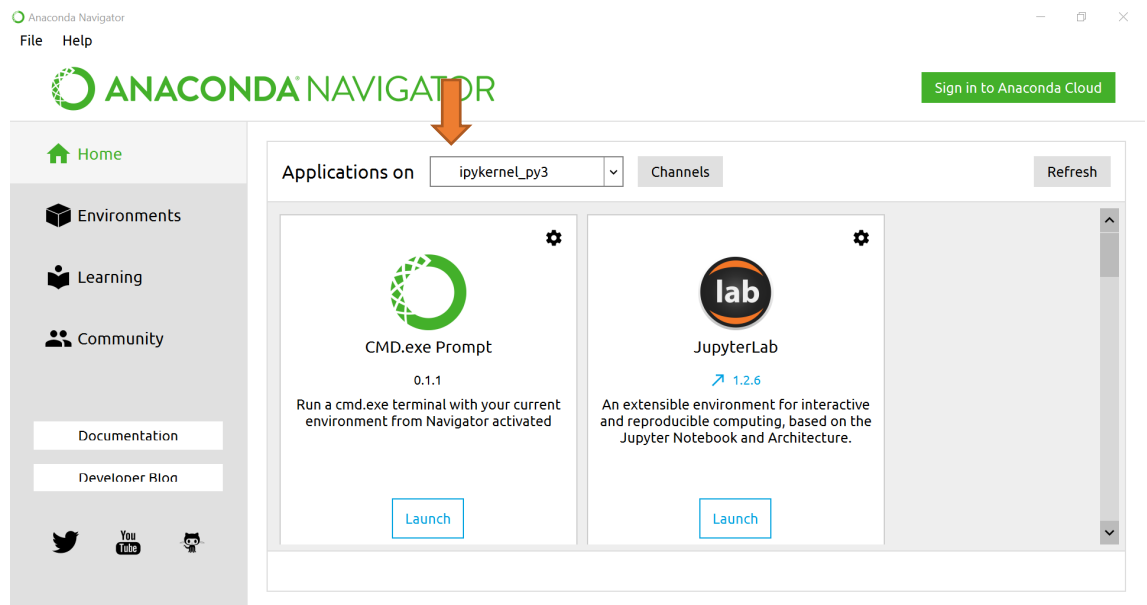 Anaconda Navigator
File Help
ANACONDA NAVIGATOR
Sign in to Anaconda Cloud
Home
Environments
Learning
Community
Documentation
Developer Blog
You
Tube
Applications on ipykernel_py3 Channels Refresh
CMD.exe Prompt
0.1.1
Run a cmd.exe terminal with your current
environment from Navigator activated
Launch
lab
JupyterLab
1.2.6
An extensible environment for interactive
and reproducible computing, based on the
Jupyter Notebook and Architecture.
Launch